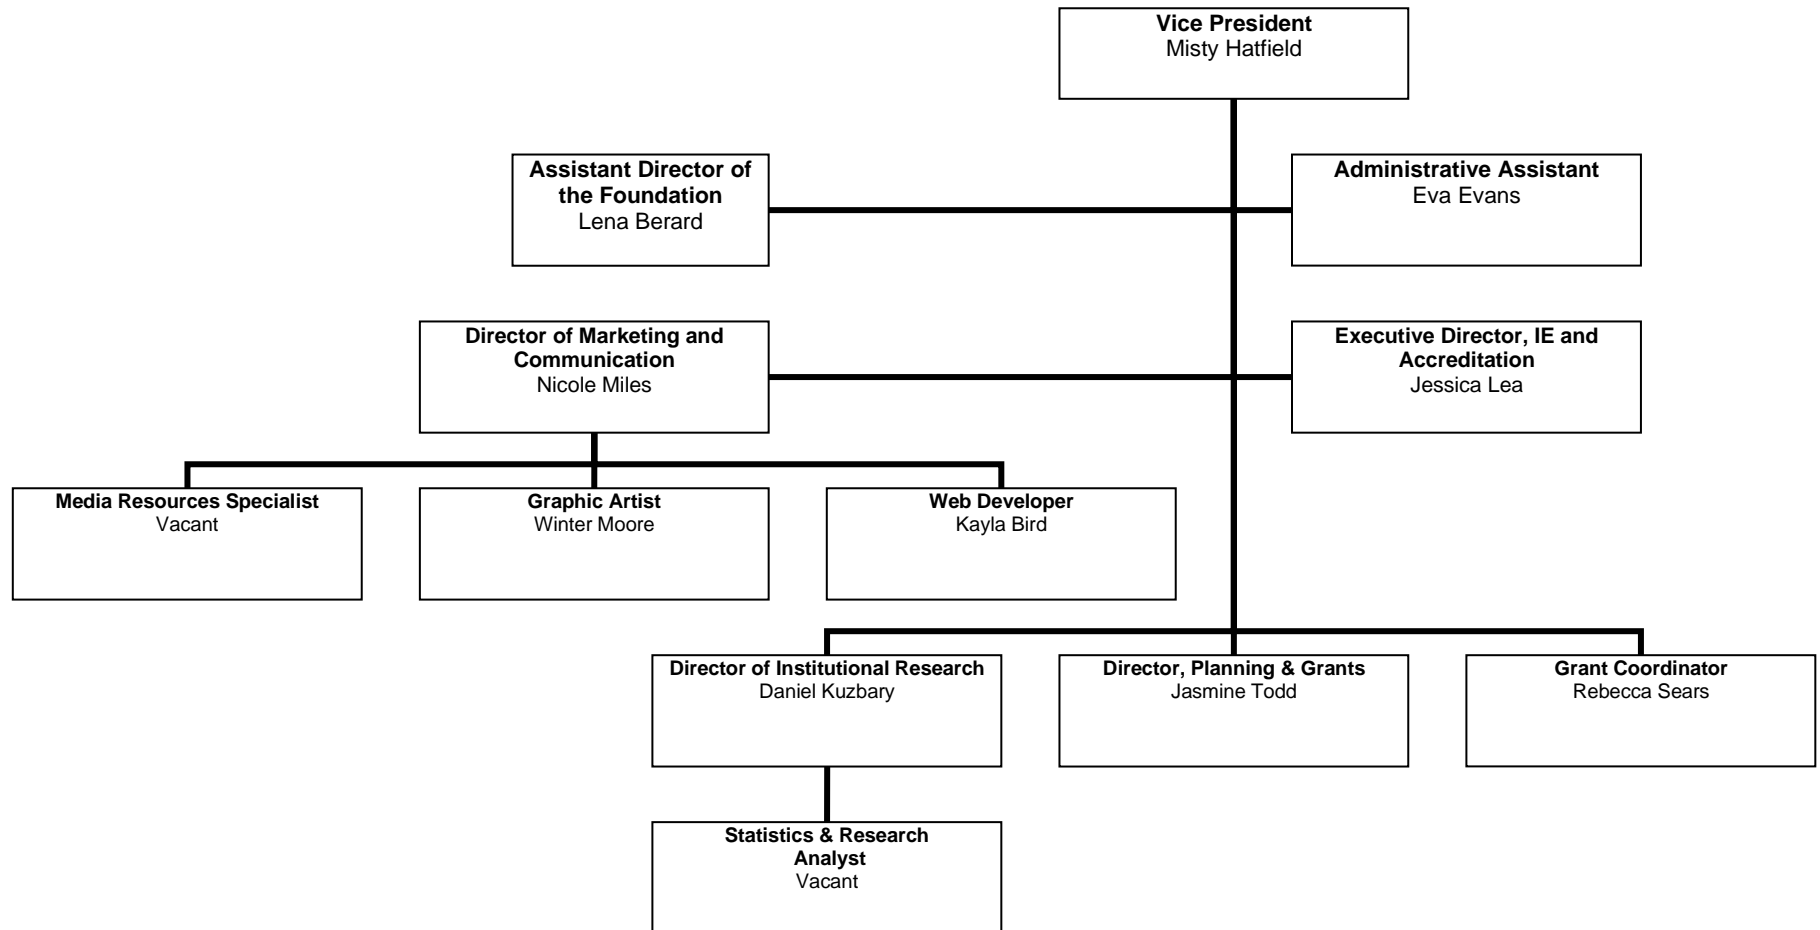 Vice President
Misty Hatfield
Assistant Director of
the Foundation
Lena Berard
Administrative Assistant
Eva Evans
Director of Marketing and
Communication
Nicole Miles
Executive Director, IE and
Accreditation
Jessica Lea
Media Resources Specialist
Vacant
Graphic Artist
Winter Moore
Web Developer
Kayla Bird
Director of Institutional Research
Daniel Kuzbary
Director, Planning & Grants
Jasmine Todd
Grant Coordinator
Rebecca Sears
Statistics & Research
Analyst
Vacant